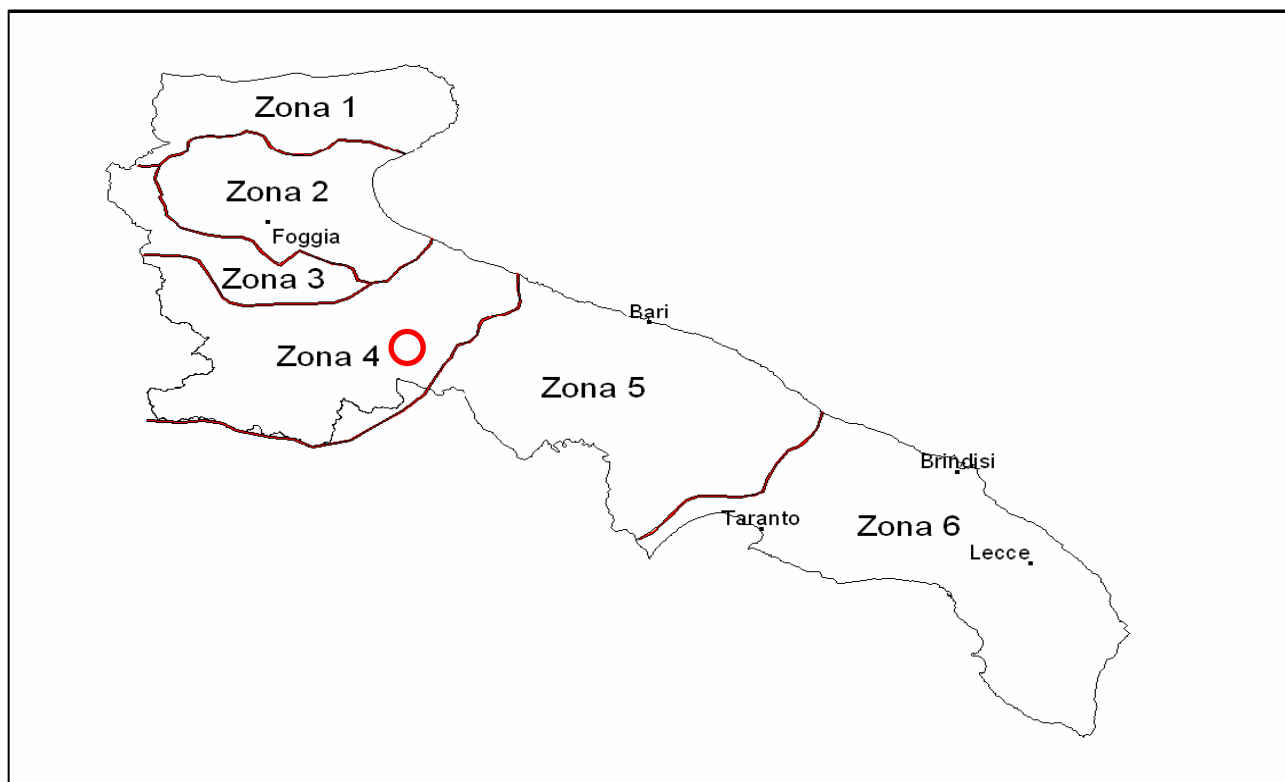 Zona 1
Zona 2
Foggia
Zona 3
Bari
Zona 4
Zona 5
Brindisi
Taranto
Zona 6
Lecce